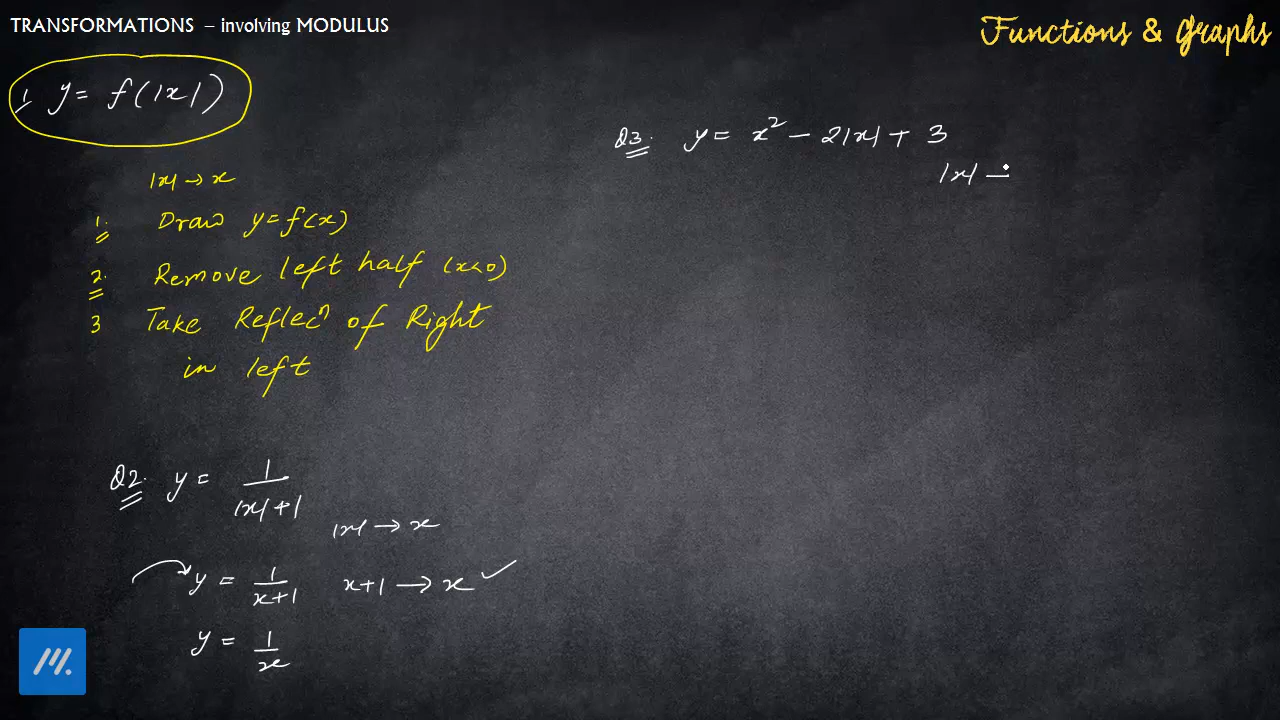 TRANSFORMATIONS – involving MODULUS
Functions & Graphs
1 y = f(|x|)
|x| → x
1. Draw y = f(x)
2. Remove left half (x<0)
3 Take Reflecⁿ of Right
in left
Q2. y = 1/(|x|+1)
|x| → x
y = 1/(x+1) x+1 → x ✓
y = 1/x
Q3. y = x² − 2|x| + 3
|x| −
M.